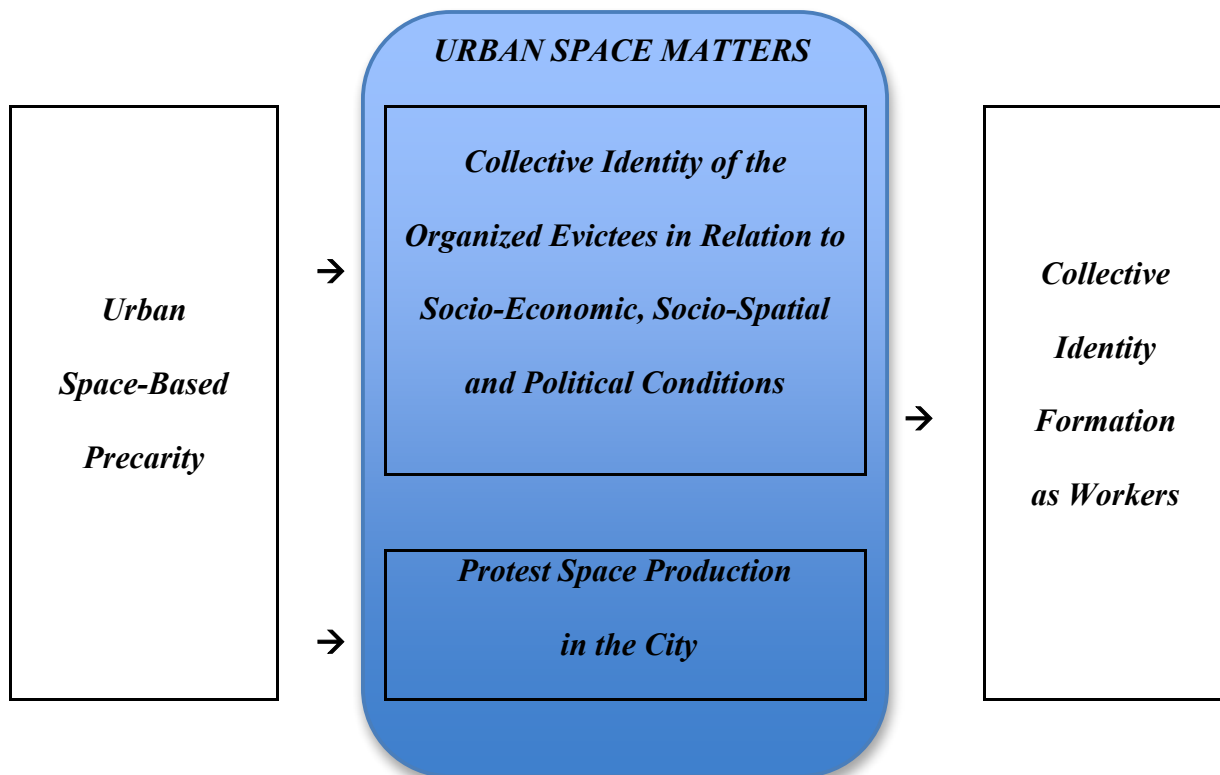 URBAN SPACE MATTERS
Urban
Space-Based
Precarity
→
→
Collective Identity of the
Organized Evictees in Relation to
Socio-Economic, Socio-Spatial
and Political Conditions
Protest Space Production
in the City
→
Collective
Identity
Formation
as Workers